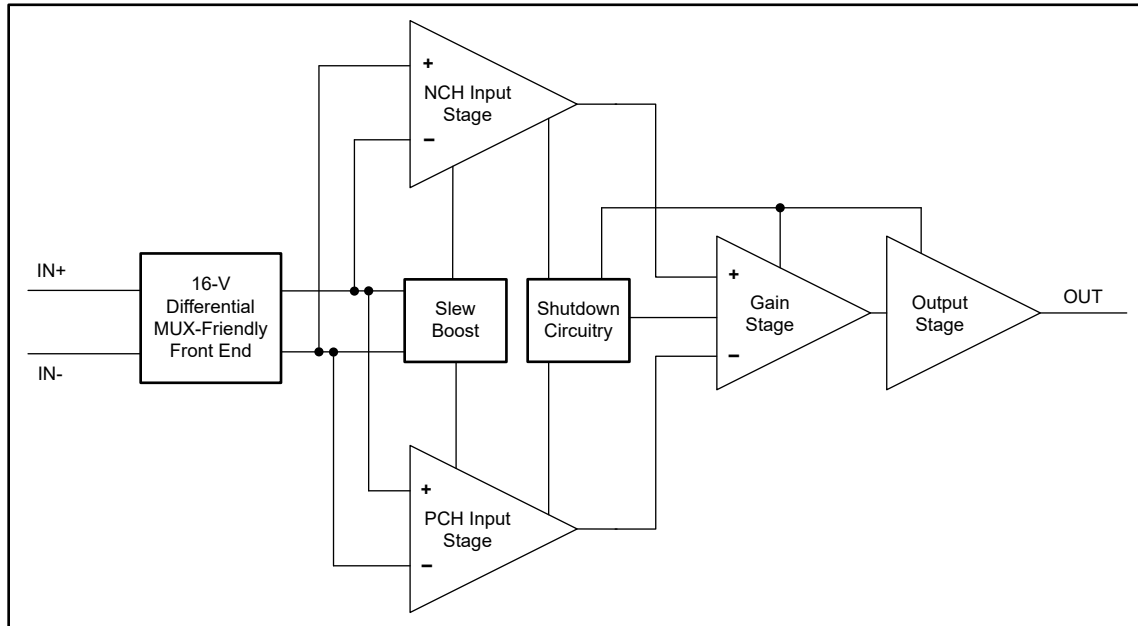 +
NCH Input
Stage
−
IN+
IN-
16-V
Differential
MUX-Friendly
Front End
Slew
Boost
Shutdown
Circuitry
+
Gain
Stage
−
Output
Stage
OUT
+
PCH Input
Stage
−